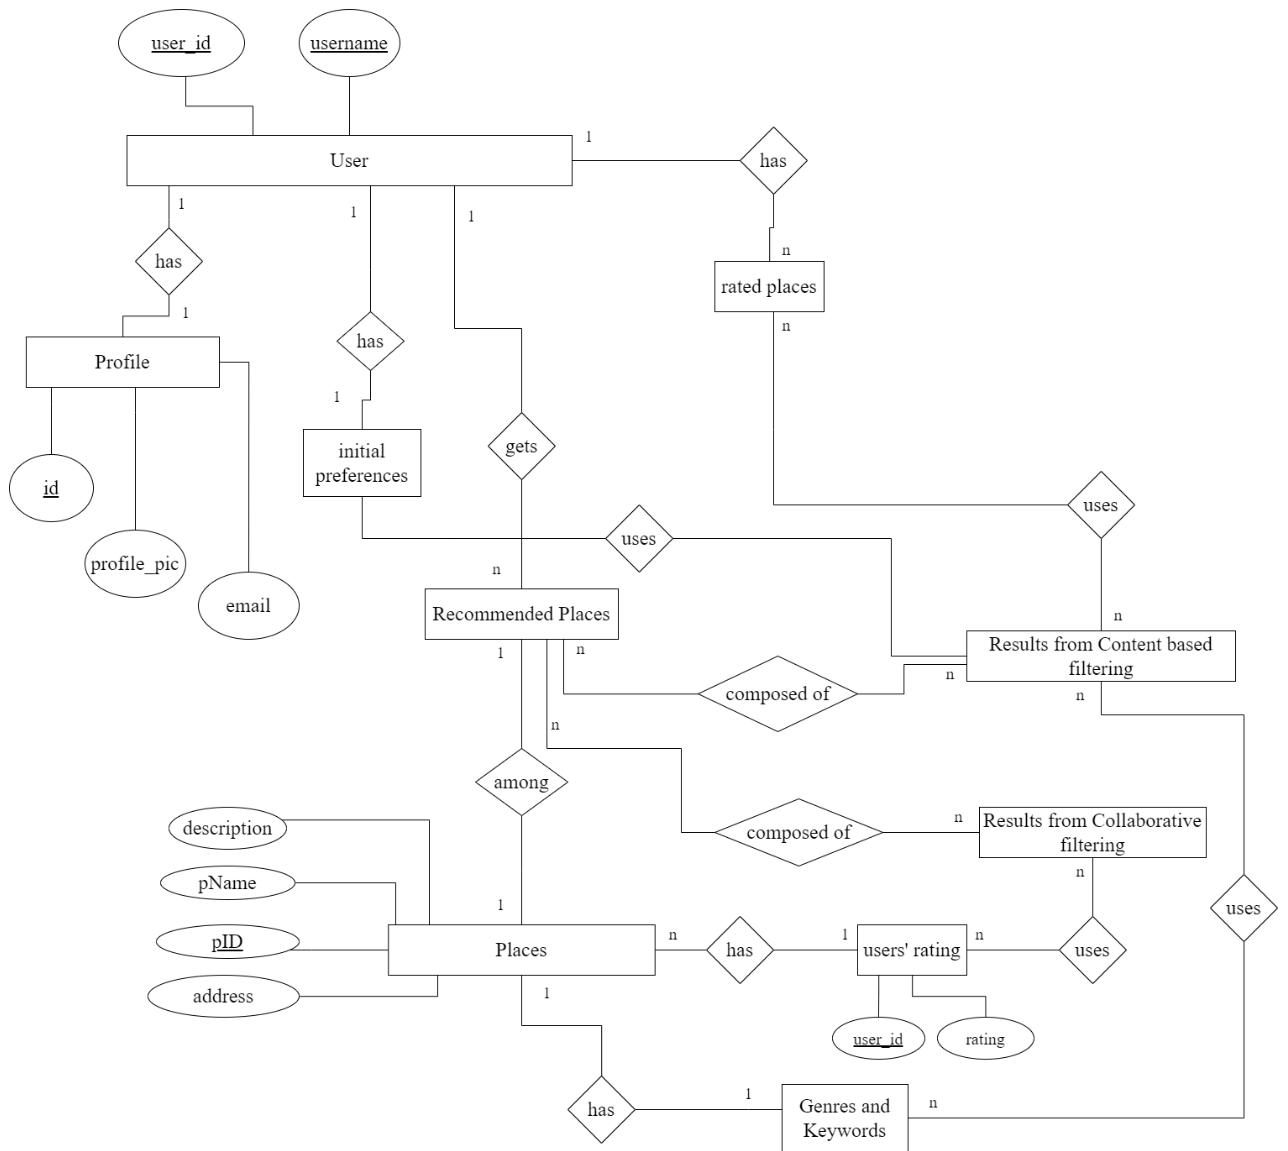 user_id
username
User
1
has
1
1
1
has
has
1
n
rated places
n
Profile
has
1
initial
preferences
gets
id
uses
uses
profile_pic
n
email
Recommended Places
n
Results from Content based
filtering
1
n
n
n
composed of
n
among
description
composed of
n
Results from Collaborative
filtering
pName
n
1
uses
pID
Places
n
has
1
users' rating
n
uses
address
1
user_id
rating
has
1
Genres and
Keywords
n